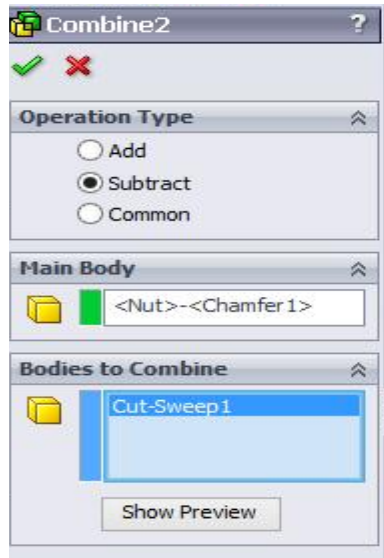 Combine2 ?
Operation Type
Add
Subtract
Common
Main Body
<Nut>-<Chamfer1>
Bodies to Combine
Cut-Sweep1
Show Preview